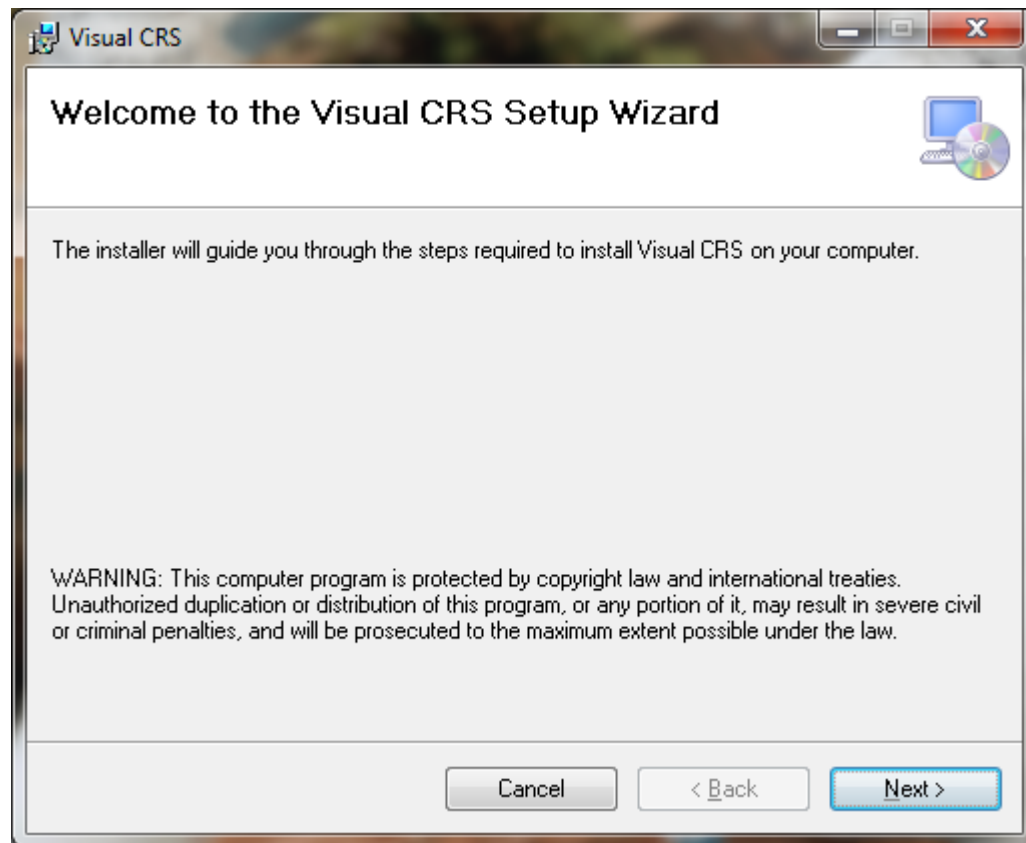 Visual CRS
Welcome to the Visual CRS Setup Wizard
The installer will guide you through the steps required to install Visual CRS on your computer.
WARNING: This computer program is protected by copyright law and international treaties.
Unauthorized duplication or distribution of this program, or any portion of it, may result in severe civil
or criminal penalties, and will be prosecuted to the maximum extent possible under the law.
Cancel < Back Next >